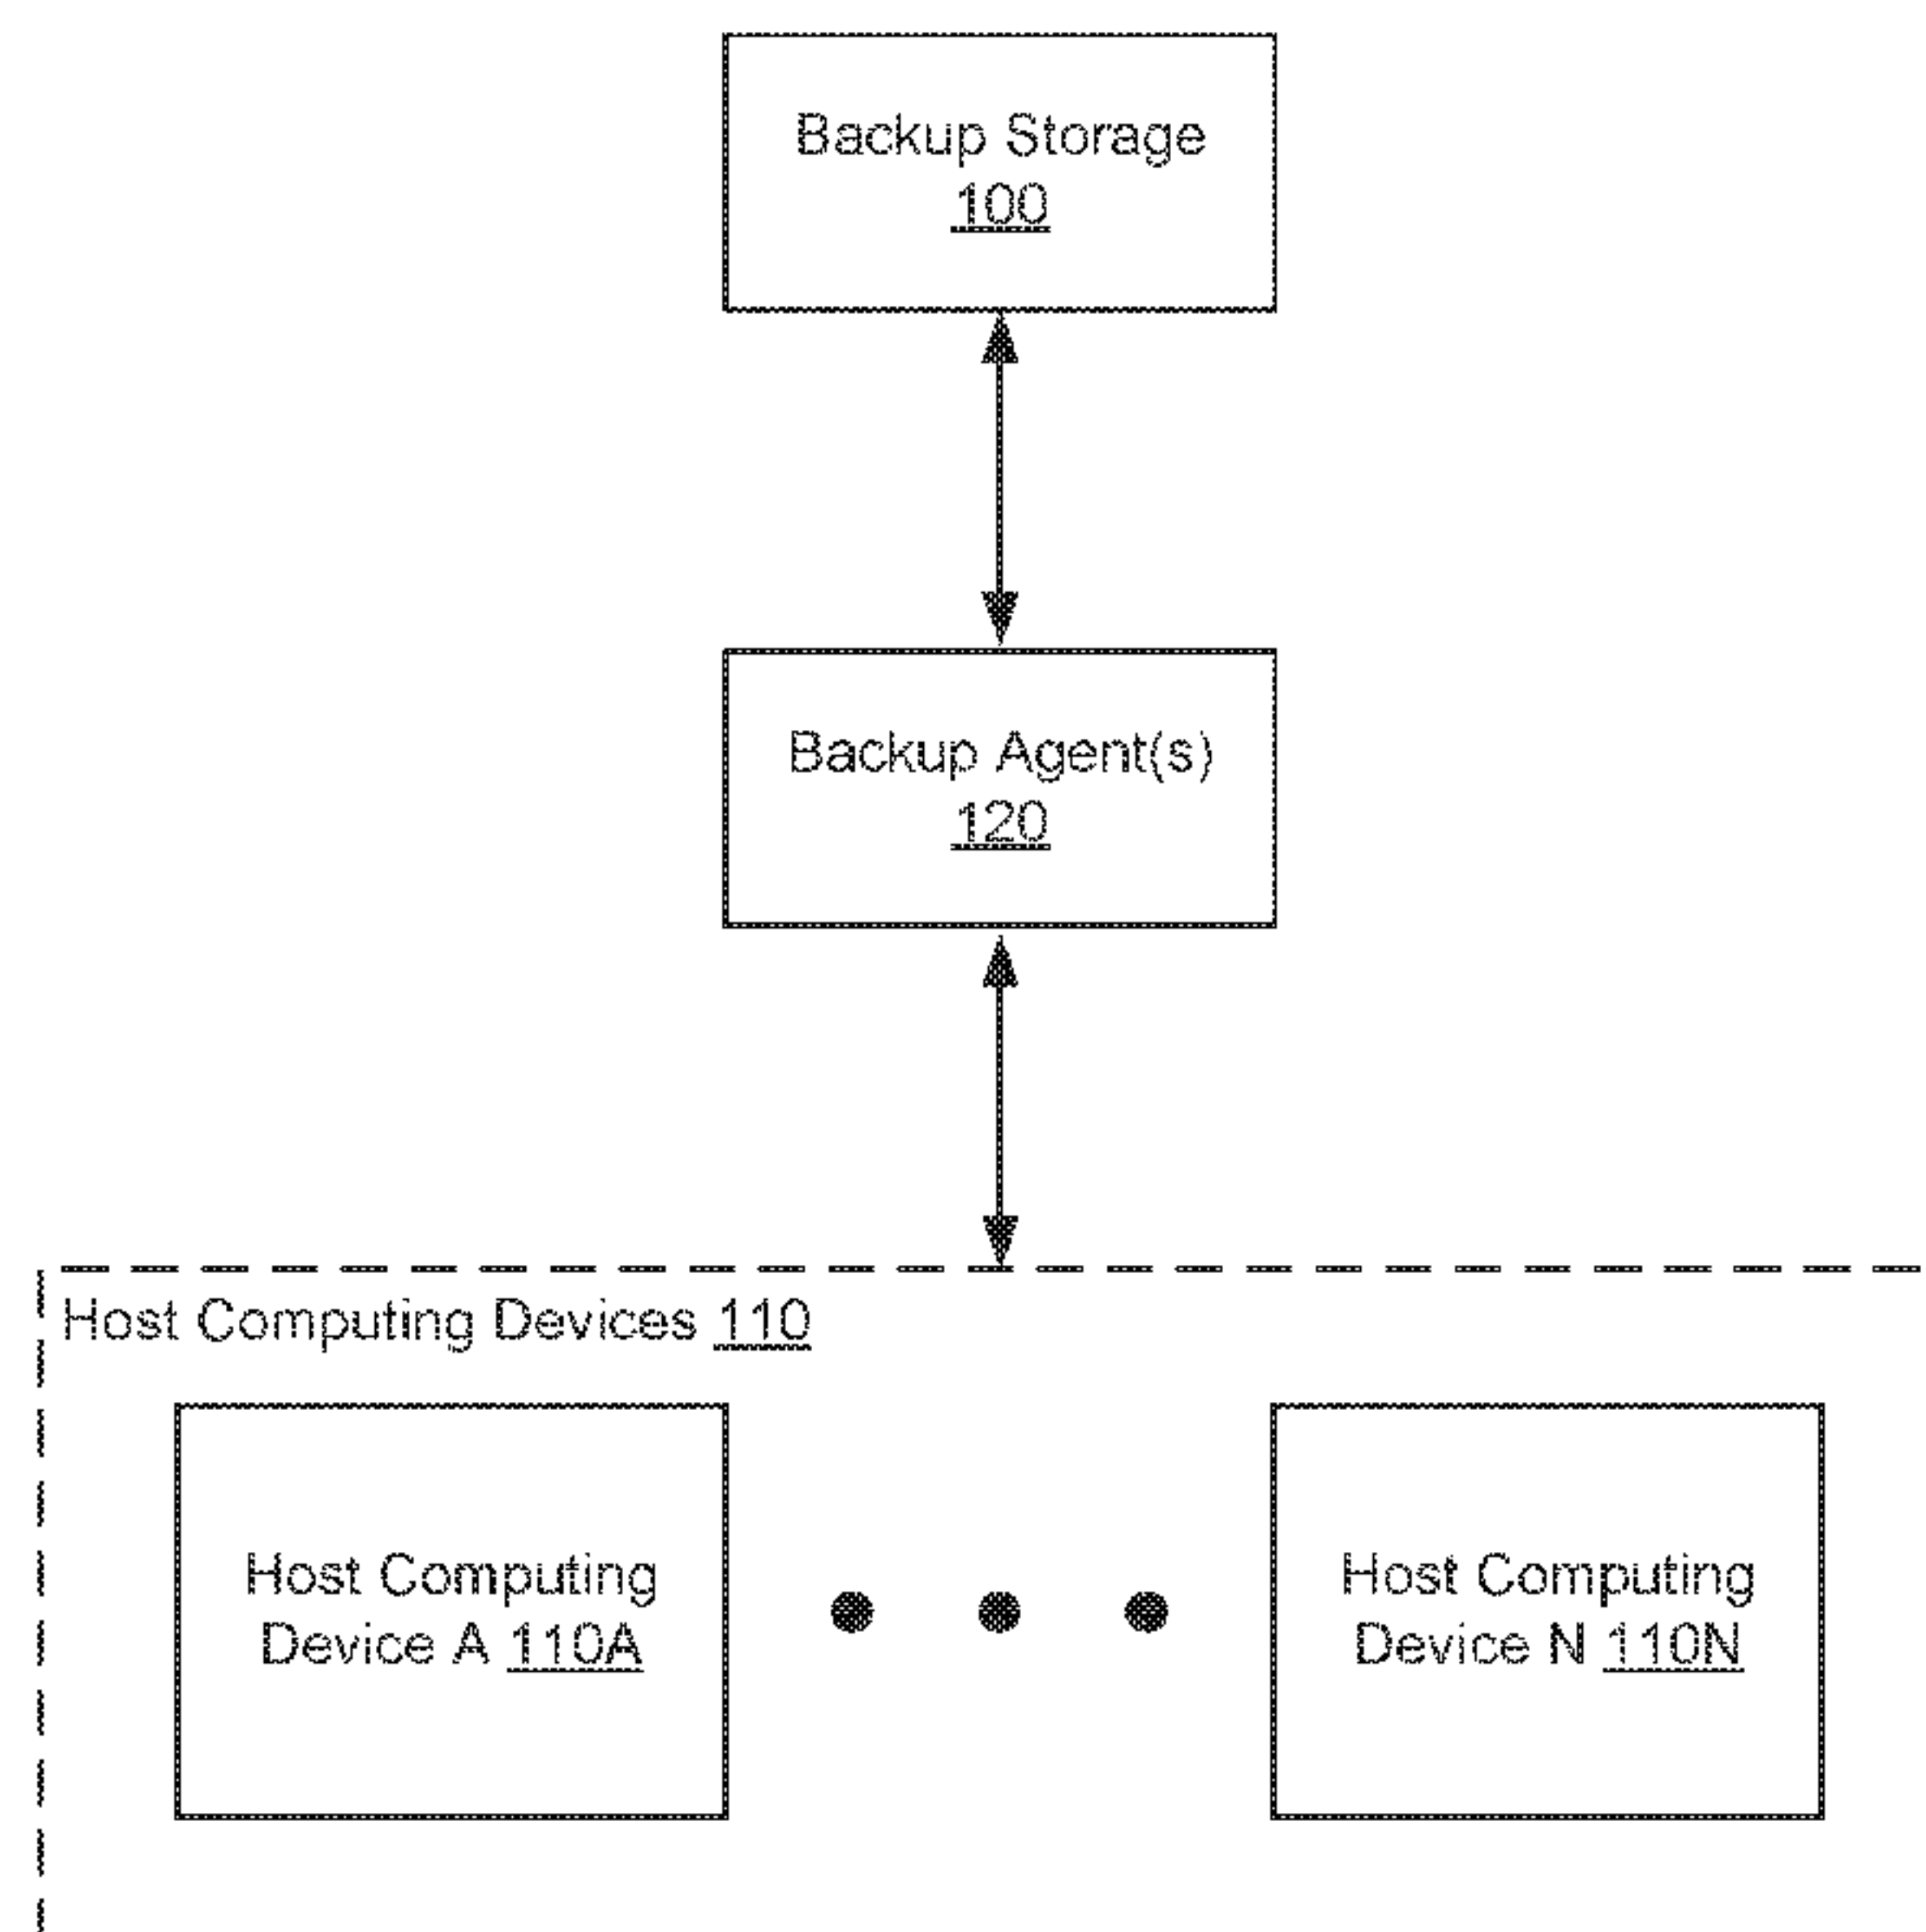 Backup Storage
100
Backup Agent(s)
120
Host Computing Devices 110
Host Computing
Device A 110A
Host Computing
Device N 110N